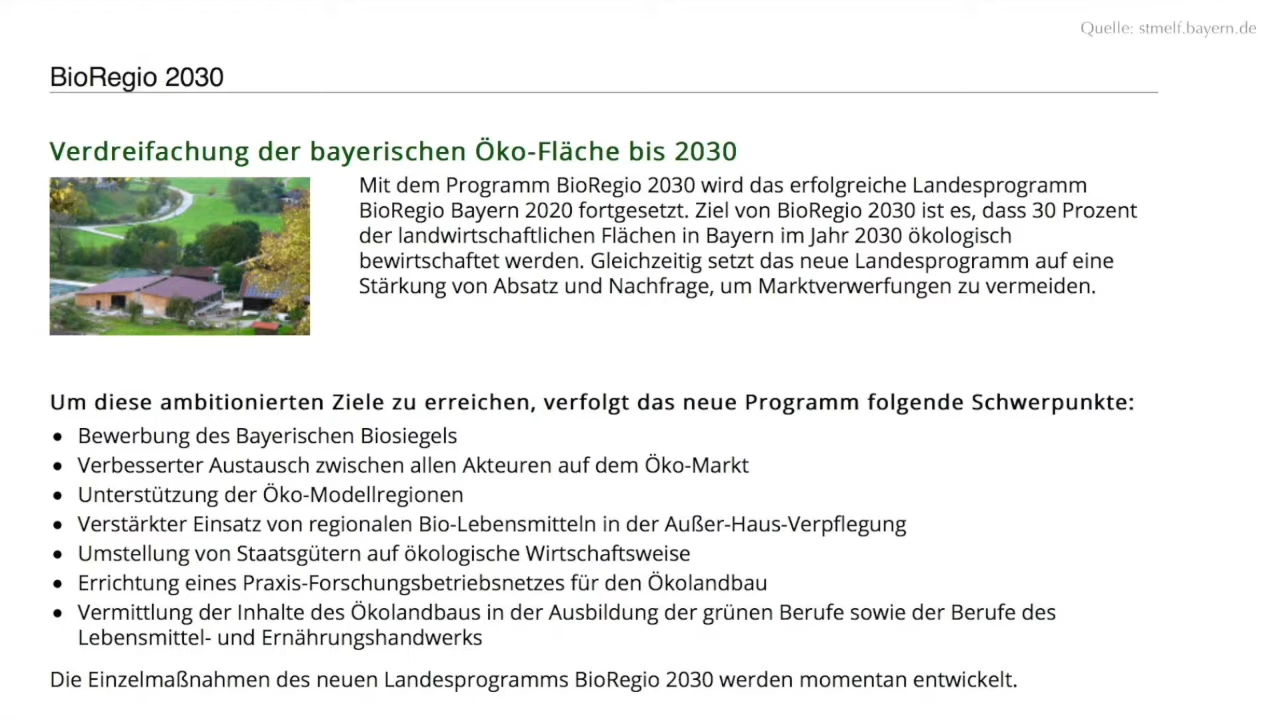 Quelle: stmelf.bayern.de
BioRegio 2030
Verdreifachung der bayerischen Öko-Fläche bis 2030
Mit dem Programm BioRegio 2030 wird das erfolgreiche Landesprogramm
BioRegio Bayern 2020 fortgesetzt. Ziel von BioRegio 2030 ist es, dass 30 Prozent
der landwirtschaftlichen Flächen in Bayern im Jahr 2030 ökologisch
bewirtschaftet werden. Gleichzeitig setzt das neue Landesprogramm auf eine
Stärkung von Absatz und Nachfrage, um Marktverwerfungen zu vermeiden.
Um diese ambitionierten Ziele zu erreichen, verfolgt das neue Programm folgende Schwerpunkte:
• Bewerbung des Bayerischen Biosiegels
• Verbesserter Austausch zwischen allen Akteuren auf dem Öko-Markt
• Unterstützung der Öko-Modellregionen
• Verstärkter Einsatz von regionalen Bio-Lebensmitteln in der Außer-Haus-Verpflegung
• Umstellung von Staatsgütern auf ökologische Wirtschaftsweise
• Errichtung eines Praxis-Forschungsbetriebsnetzes für den Ökolandbau
• Vermittlung der Inhalte des Ökolandbaus in der Ausbildung der grünen Berufe sowie der Berufe des
Lebensmittel- und Ernährungshandwerks
Die Einzelmaßnahmen des neuen Landesprogramms BioRegio 2030 werden momentan entwickelt.